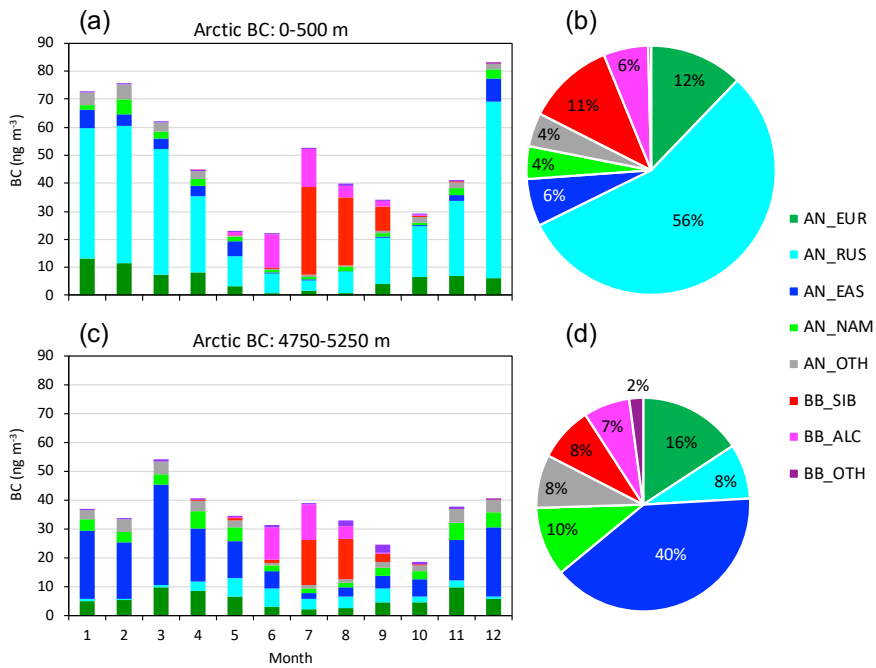 (a)
Arctic BC: 0-500 m
(b)
90
80
70
60
50
40
30
20
10
0
BC (ng m⁻³)
12%
56%
6%
4%
4%
11%
6%
AN_EUR
AN_RUS
AN_EAS
AN_NAM
AN_OTH
BB_SIB
BB_ALC
BB_OTH
(c)
Arctic BC: 4750-5250 m
(d)
90
80
70
60
50
40
30
20
10
0
BC (ng m⁻³)
1 2 3 4 5 6 7 8 9 10 11 12
Month
2%
16%
8%
40%
10%
8%
8%
7%